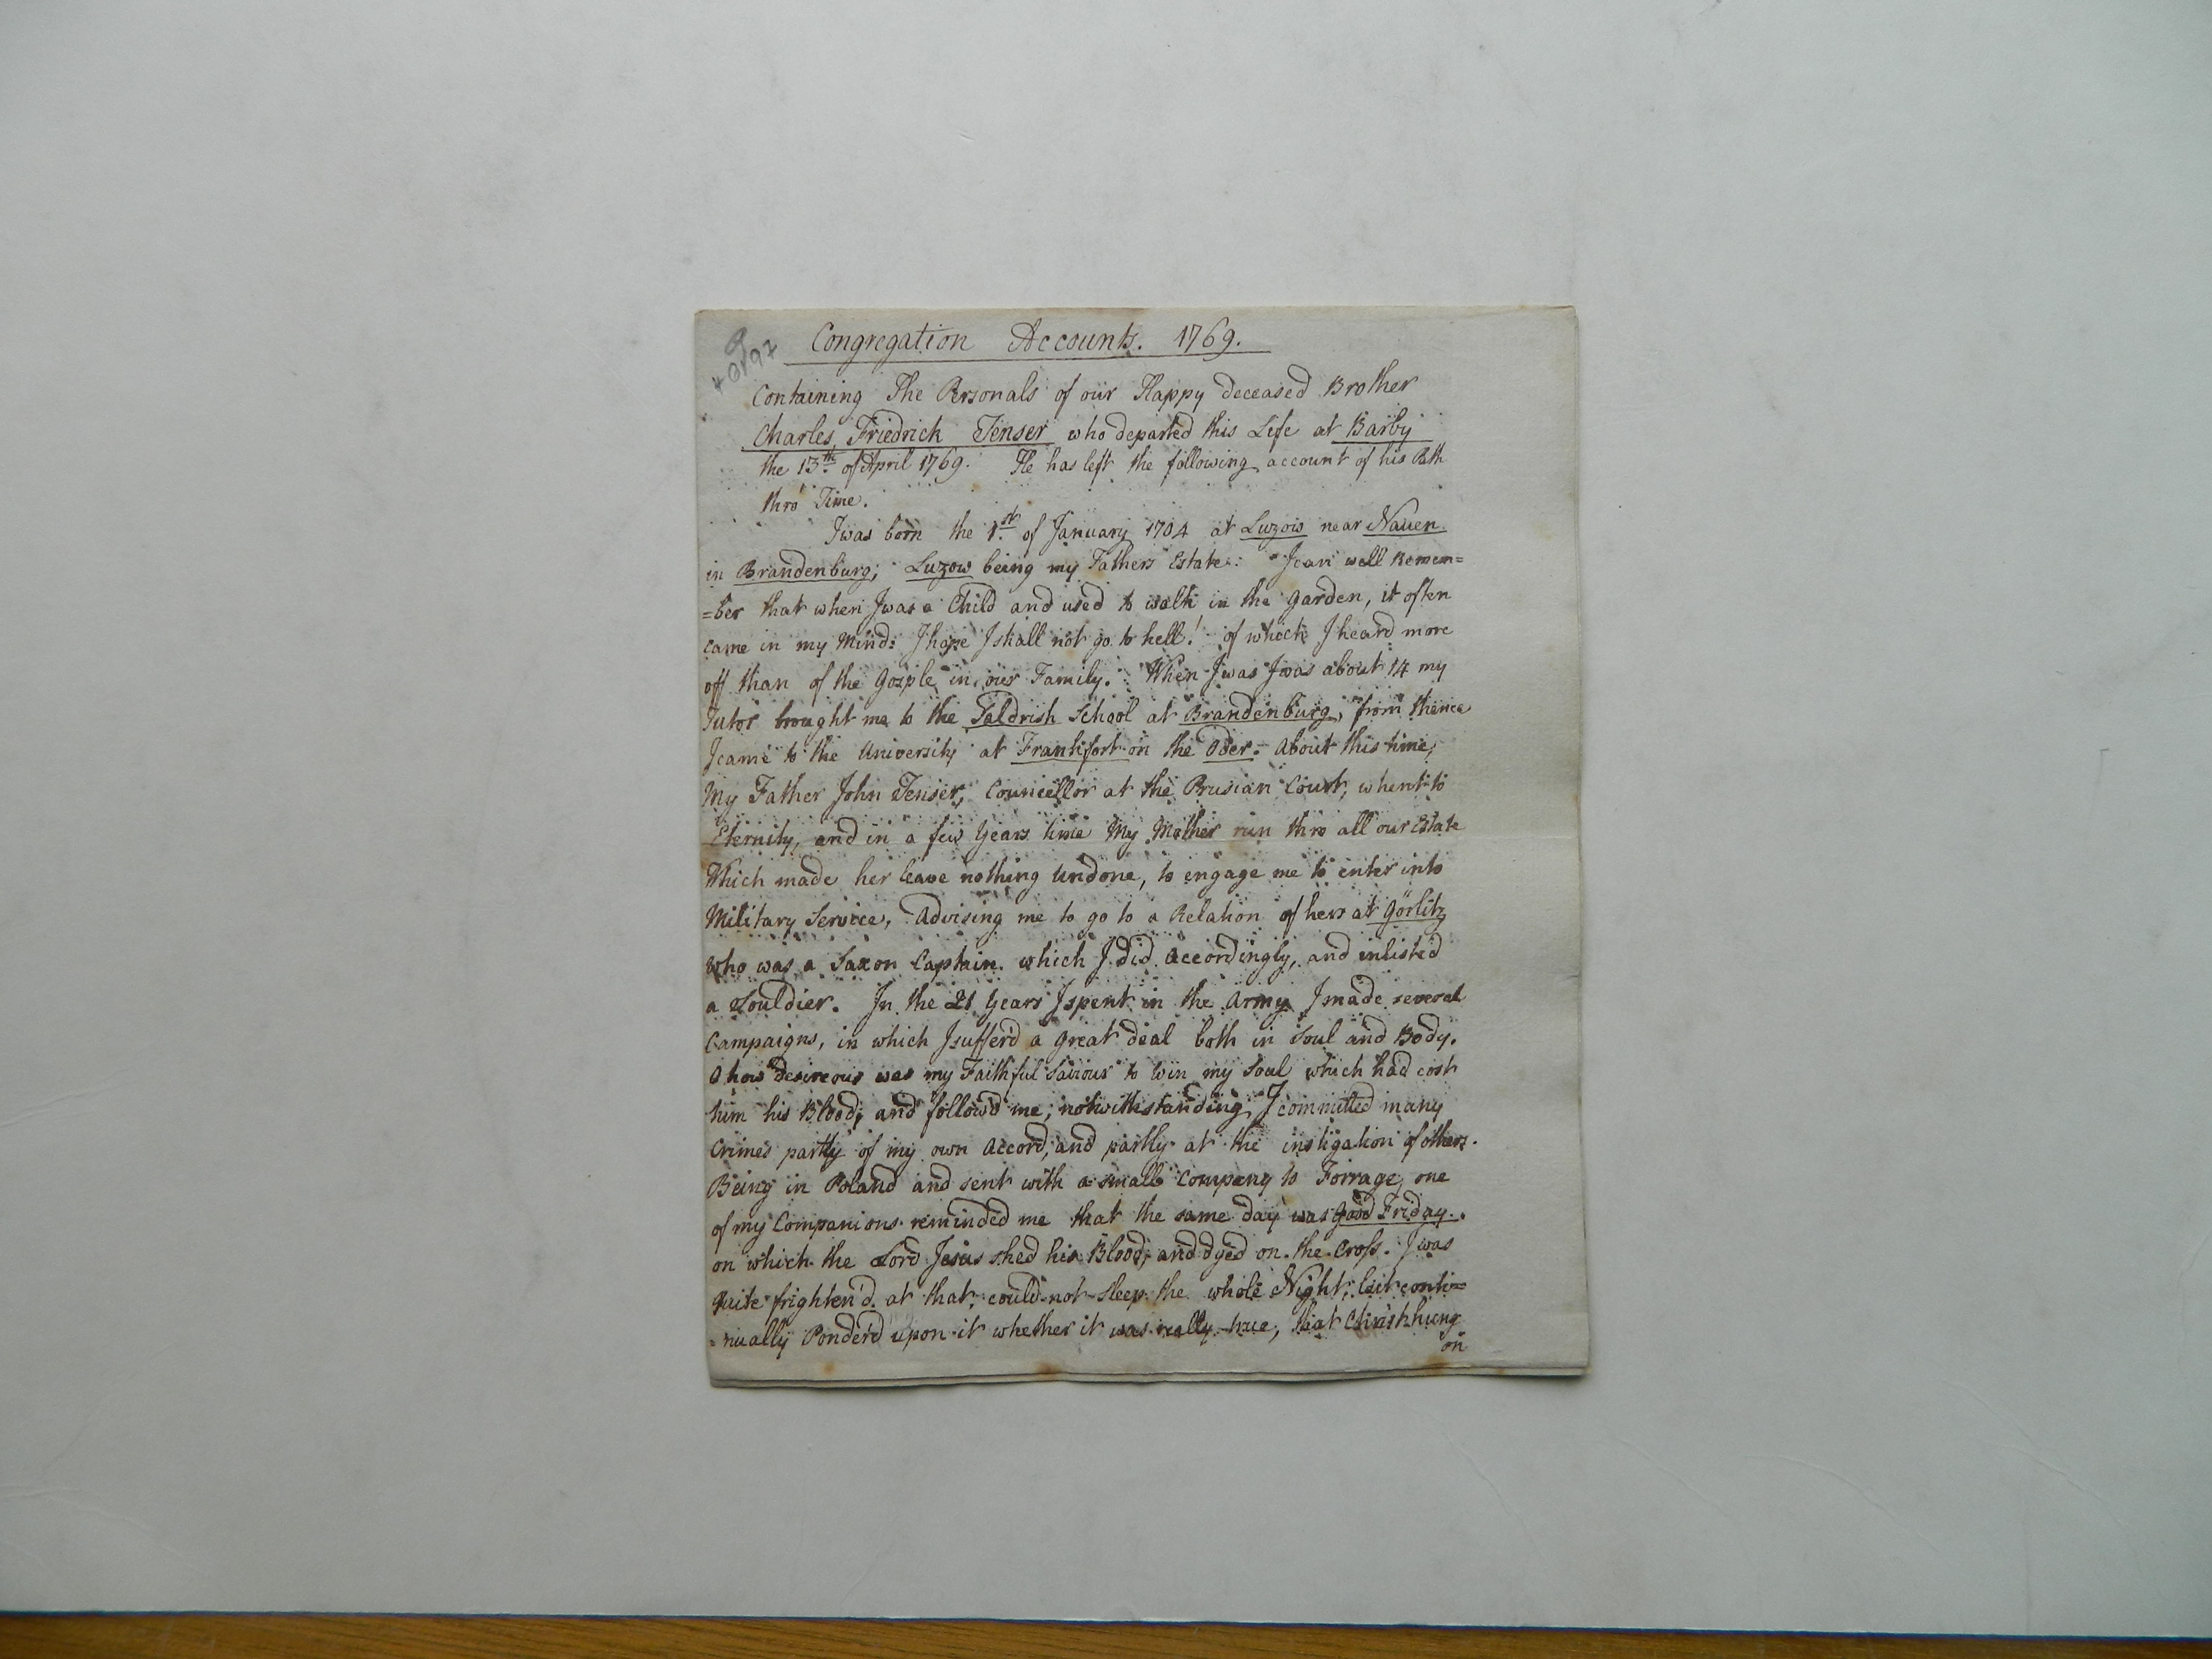 Congregation Accounts. 1769.
Containing The Personals of our Happy deceased Brother
Charles Friedrick Jenser who departed this Life at Barby
the 13th of April 1769. He has left the following account of his Path
thro' Time.
I was born the 1st of January 1704 at Luzow near Nauen
in Brandenburg; Luzow being my Fathers Estate. I can well Remem=
=ber that when I was a Child and used to walk in the Garden, it often
came in my Mind: I hope I shall not go to hell! of which I heard more
off than of the Gosple, in our Family. When I was I was about 14 my
Tutor brought me to the Saldrish School at Brandenburg, from thence
I came to the University at Frankfort on the Oder. About this time,
My Father John Jenser, Councellor at the Prusian Court, whent to
Eternity, and in a few Years time My Mother run thro all our Estate
Which made her leave nothing undone, to engage me to enter into
Military Service, Advising me to go to a Relation of hers at Görlitz
who was a Saxon Captain. which I did accordingly, and inlisted
a Souldier. In the 21 Years I spent in the Army I made several
Campaigns, in which I suffer'd a great deal both in Soul and Body.
O how desireous was my Faithful Saviour to win my Soul which had cost
him his Blood; and follow'd me; notwithstanding I committed many
Crimes partly of my own Accord, and partly at the instigation of others.
Being in Poland and sent with a small Company to Forrage, one
of my Companions reminded me that the same day was Good Friday.
on which the Lord Jesus shed his Blood, and dyed on the Cross. I was
quite frighten'd at that, could not sleep the whole Night, but conti=
=nually Ponder'd upon it whether it was really true, that Christ hung
on